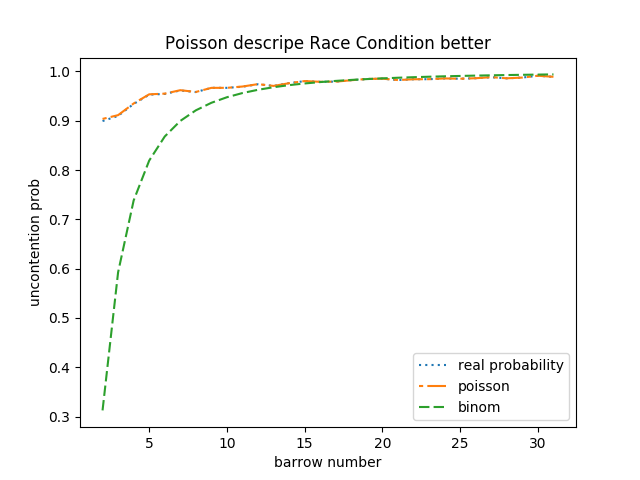 Poisson descripe Race Condition better
1.0
0.9
0.8
0.7
0.6
0.5
0.4
0.3
uncontention prob
real probability
poisson
binom
5
10
15
20
25
30
barrow number